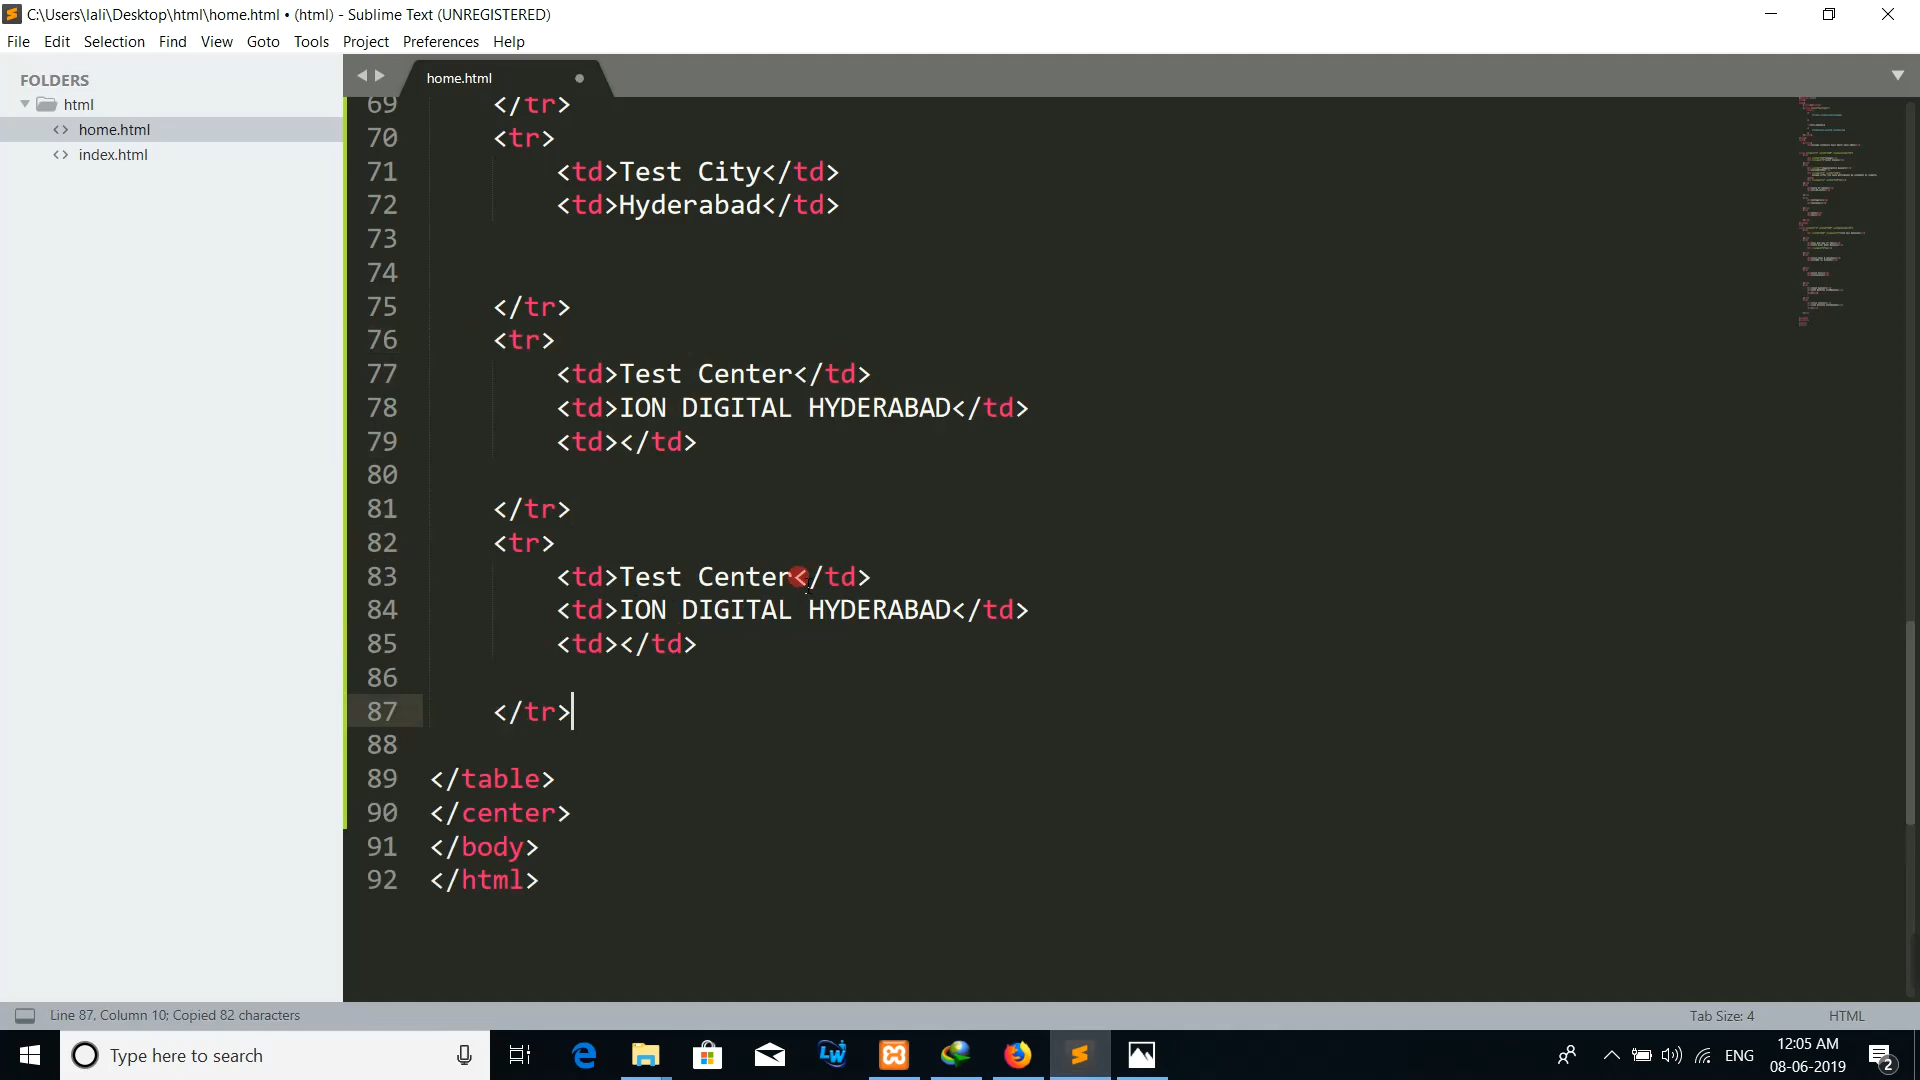 C:\Users\lali\Desktop\html\home.html • (html) - Sublime Text (UNREGISTERED)
File Edit Selection Find View Goto Tools Project Preferences Help
FOLDERS
html
<> home.html
<> index.html
home.html
69 </tr>
70 <tr>
71 <td>Test City</td>
72 <td>Hyderabad</td>
73
74
75 </tr>
76 <tr>
77 <td>Test Center</td>
78 <td>ION DIGITAL HYDERABAD</td>
79 <td></td>
80
81 </tr>
82 <tr>
83 <td>Test Center</td>
84 <td>ION DIGITAL HYDERABAD</td>
85 <td></td>
86
87 </tr>
88
89 </table>
90 </center>
91 </body>
92 </html>
Line 87, Column 10; Copied 82 characters
Tab Size: 4 HTML
Type here to search
ENG
12:05 AM
08-06-2019
2